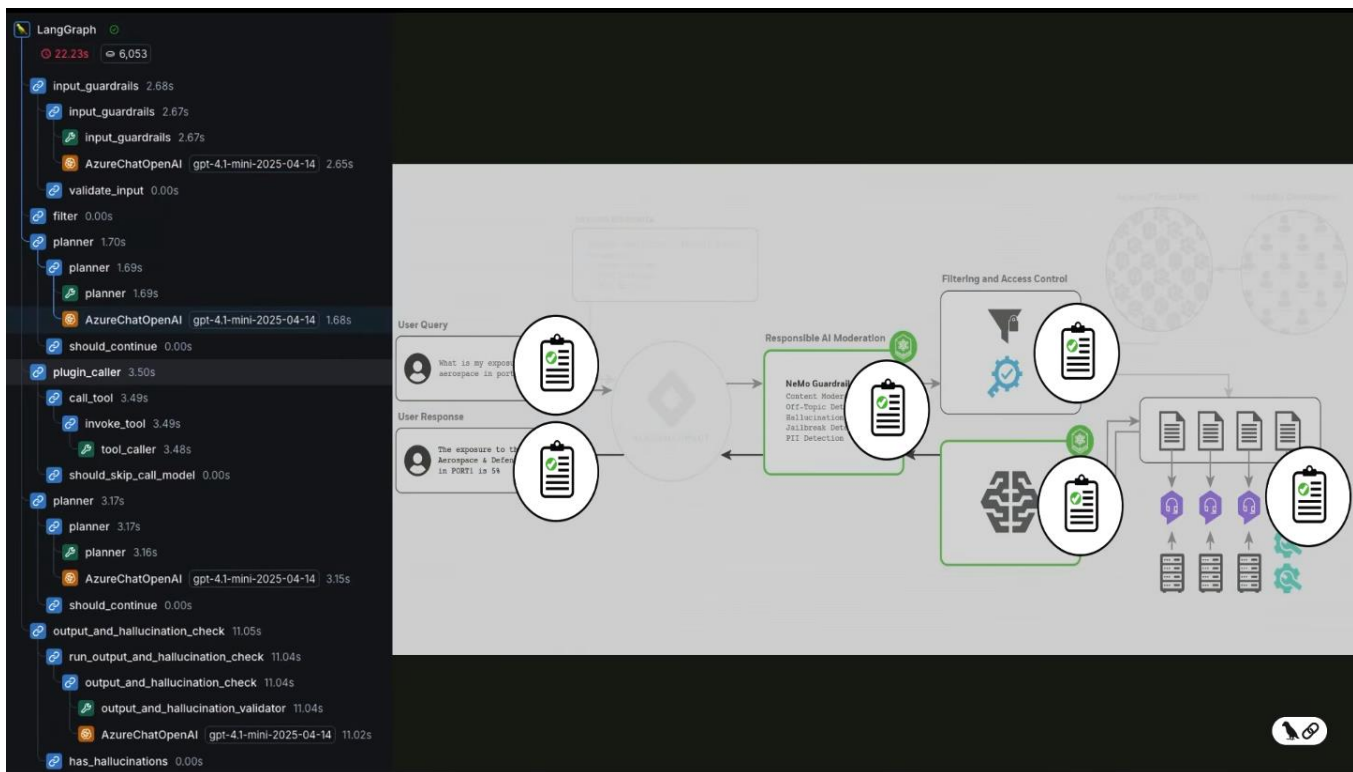 LangGraph
22.23s 6,053
input_guardrails 2.68s
input_guardrails 2.67s
input_guardrails 2.67s
AzureChatOpenAI gpt-4.1-mini-2025-04-14 2.65s
validate_input 0.00s
filter 0.00s
planner 1.70s
planner 1.69s
planner 1.69s
AzureChatOpenAI gpt-4.1-mini-2025-04-14 1.68s
should_continue 0.00s
plugin_caller 3.50s
call_tool 3.49s
invoke_tool 3.49s
tool_caller 3.48s
should_skip_call_model 0.00s
planner 3.17s
planner 3.17s
planner 3.16s
AzureChatOpenAI gpt-4.1-mini-2025-04-14 3.15s
should_continue 0.00s
output_and_hallucination_check 11.05s
run_output_and_hallucination_check 11.04s
output_and_hallucination_check 11.04s
output_and_hallucination_validator 11.04s
AzureChatOpenAI gpt-4.1-mini-2025-04-14 11.02s
has_hallucinations 0.00s
User Query
What is my expos
aerospace in port
User Response
The exposure to t
Aerospace & Defen
in PORT1 is 5%
Responsible AI Moderation
NeMo Guardrail
Content Moder
Off-Topic Det
Hallucination
Jailbreak Det
PII Detection
Filtering and Access Control